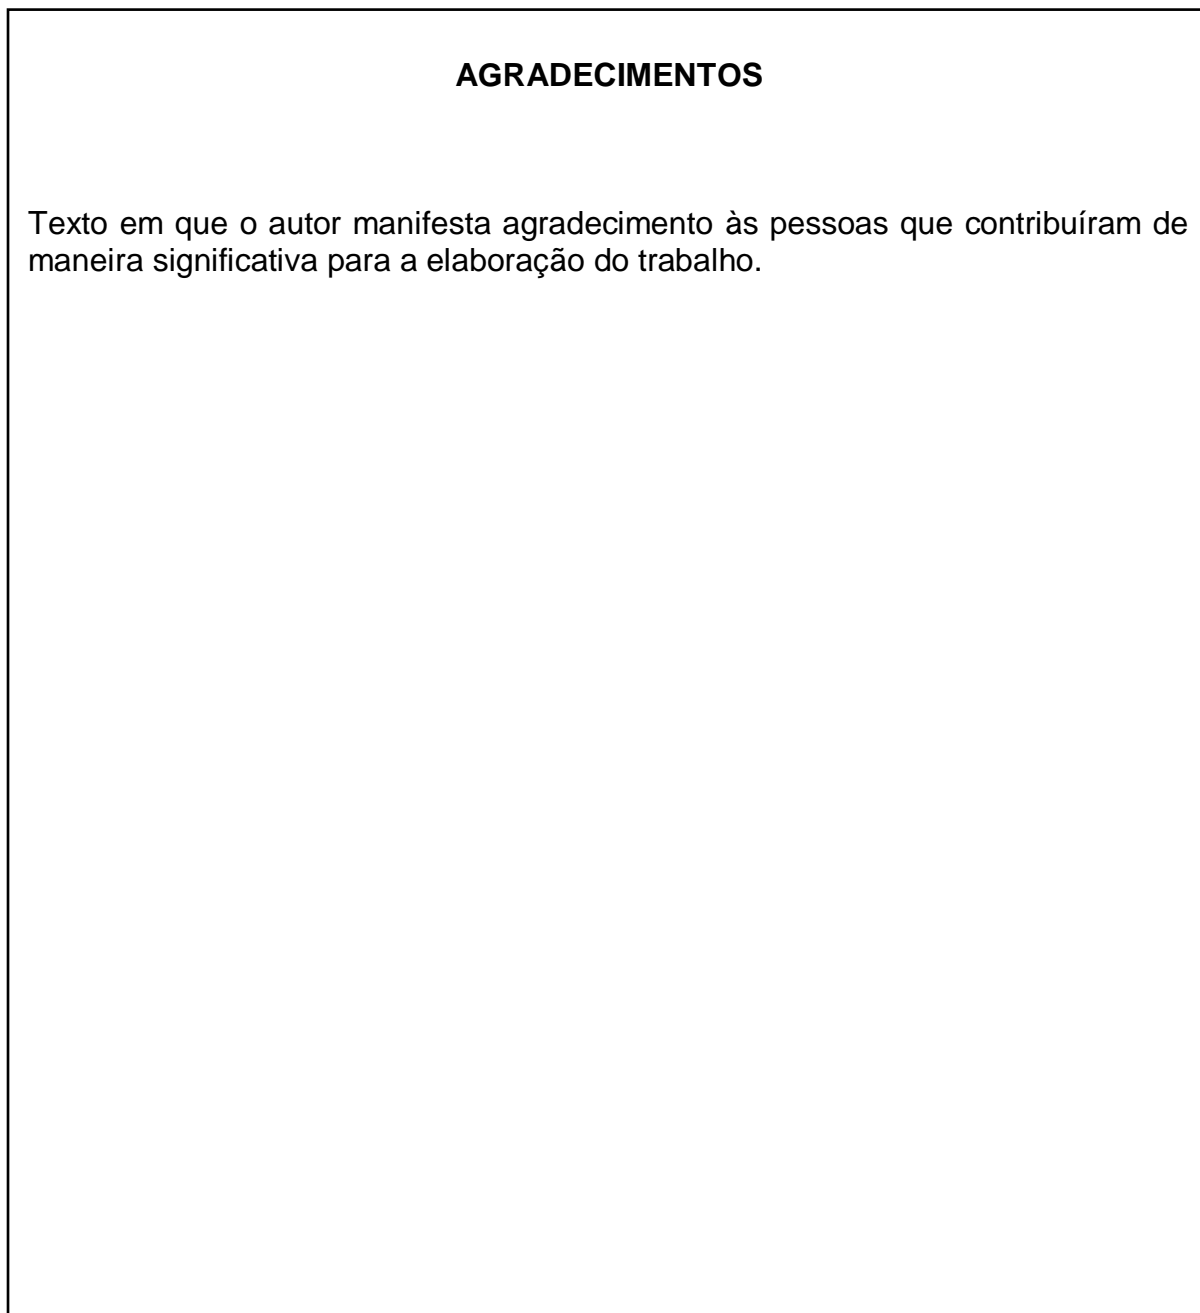 AGRADECIMENTOS
Texto em que o autor manifesta agradecimento às pessoas que contribuíram de
maneira significativa para a elaboração do trabalho.